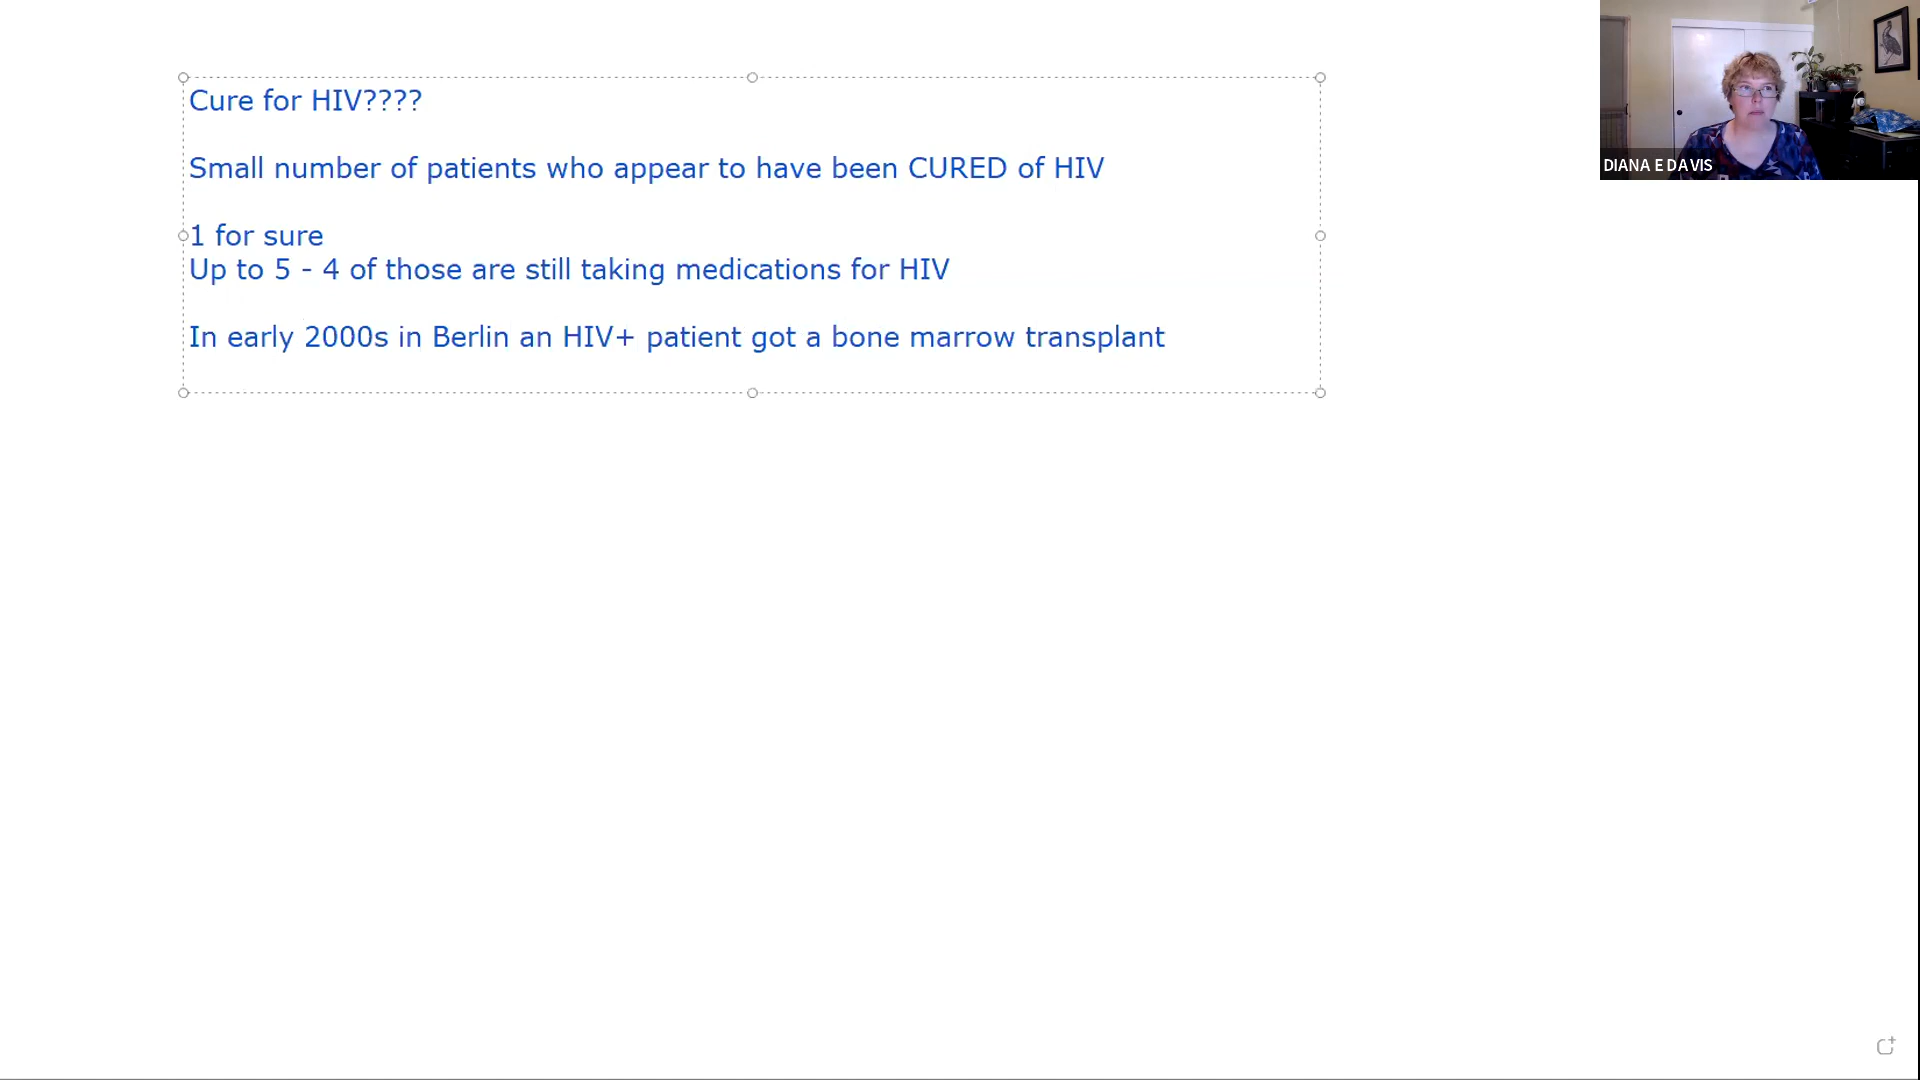 Cure for HIV????
Small number of patients who appear to have been CURED of HIV
1 for sure
Up to 5 - 4 of those are still taking medications for HIV
In early 2000s in Berlin an HIV+ patient got a bone marrow transplant
DIANA E DAVIS